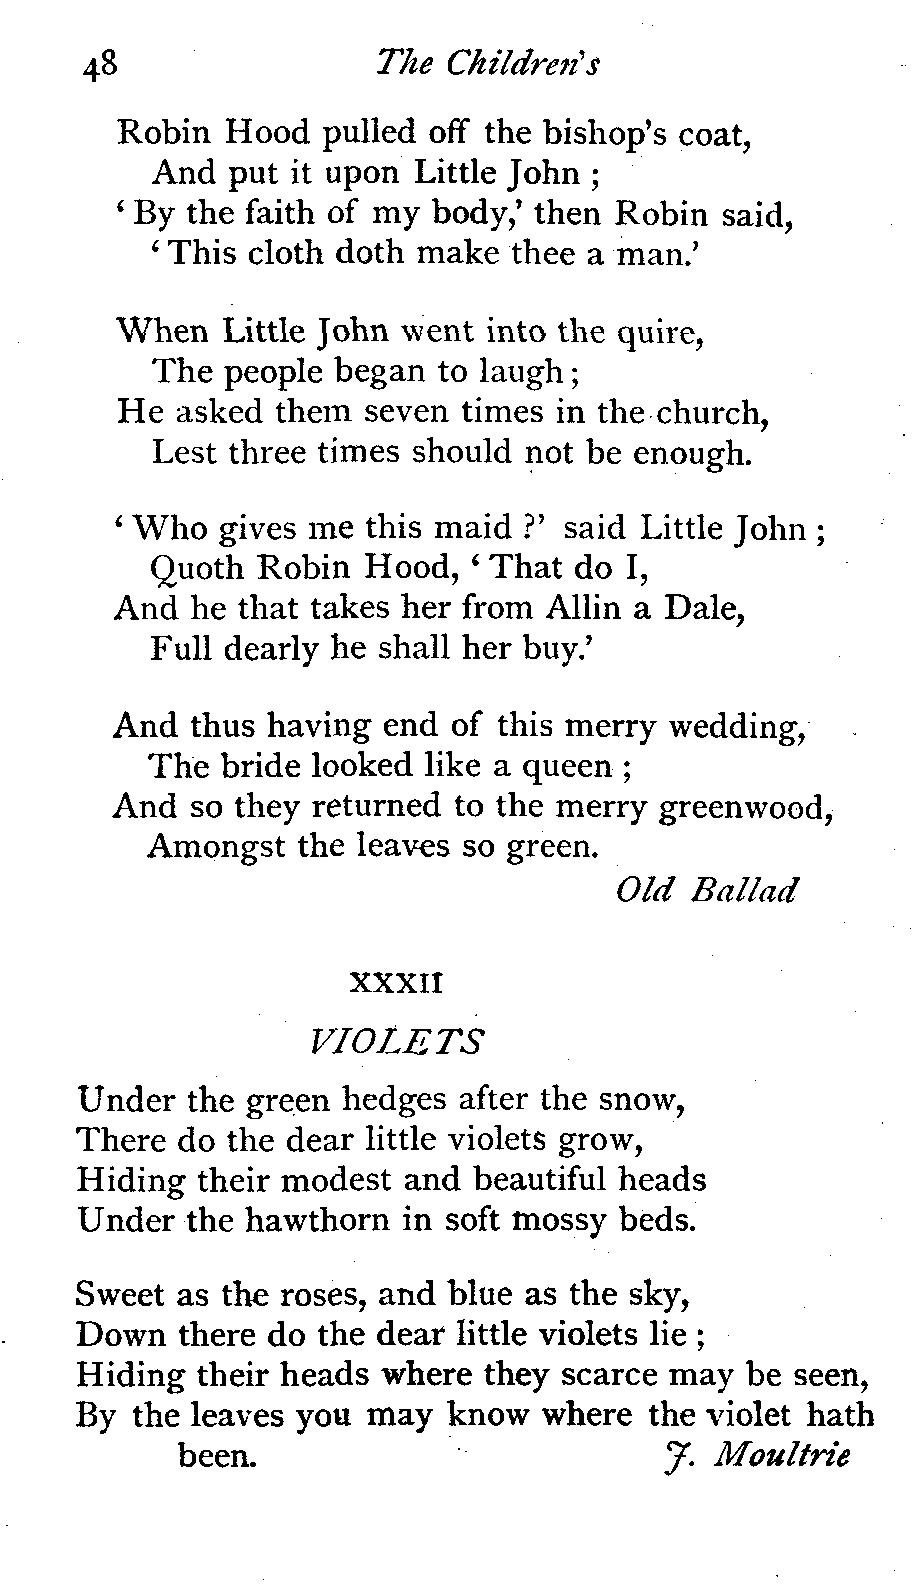 48 The Children's
Robin Hood pulled off the bishop's coat,
And put it upon Little John ;
‘ By the faith of my body,’ then Robin said,
‘ This cloth doth make thee a man.’
When Little John went into the quire,
The people began to laugh ;
He asked them seven times in the church,
Lest three times should not be enough.
‘ Who gives me this maid ?’ said Little John ;
Quoth Robin Hood, ‘ That do I,
And he that takes her from Allin a Dale,
Full dearly he shall her buy.’
And thus having end of this merry wedding,
The bride looked like a queen ;
And so they returned to the merry greenwood,
Amongst the leaves so green.
Old Ballad
XXXII
VIOLETS
Under the green hedges after the snow,
There do the dear little violets grow,
Hiding their modest and beautiful heads
Under the hawthorn in soft mossy beds.
Sweet as the roses, and blue as the sky,
Down there do the dear little violets lie ;
Hiding their heads where they scarce may be seen,
By the leaves you may know where the violet hath
been. J. Moultrie